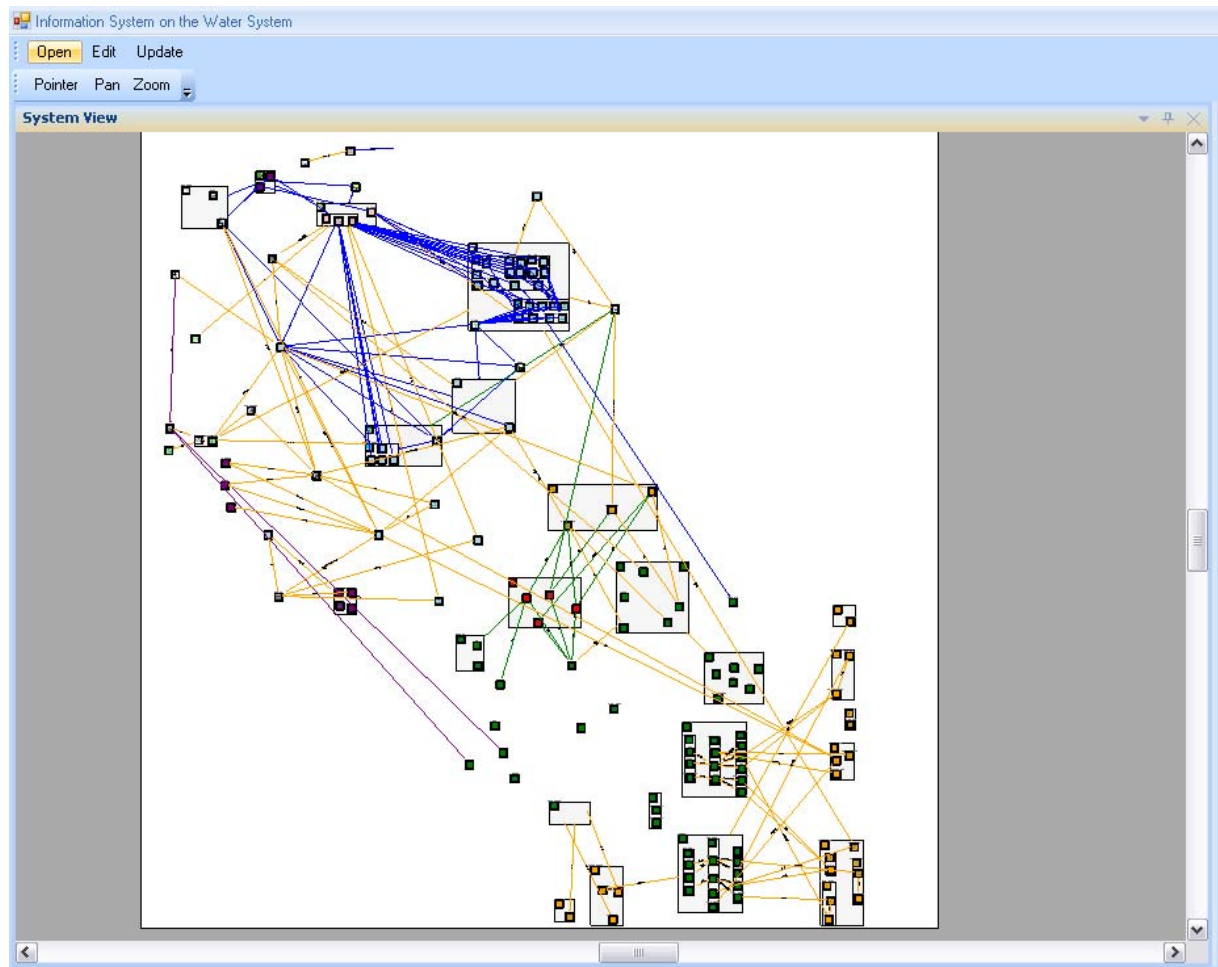 Information System on the Water System
Open Edit Update
Pointer Pan Zoom
System View